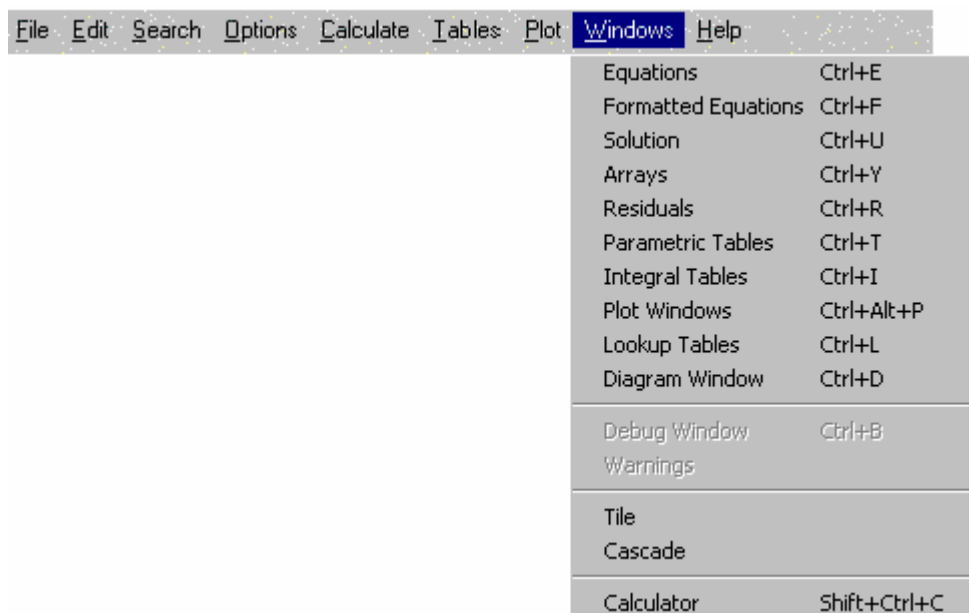 File Edit Search Options Calculate Tables Plot Windows Help
Equations Ctrl+E
Formatted Equations Ctrl+F
Solution Ctrl+U
Arrays Ctrl+Y
Residuals Ctrl+R
Parametric Tables Ctrl+T
Integral Tables Ctrl+I
Plot Windows Ctrl+Alt+P
Lookup Tables Ctrl+L
Diagram Window Ctrl+D
Debug Window Ctrl+B
Warnings
Tile
Cascade
Calculator Shift+Ctrl+C